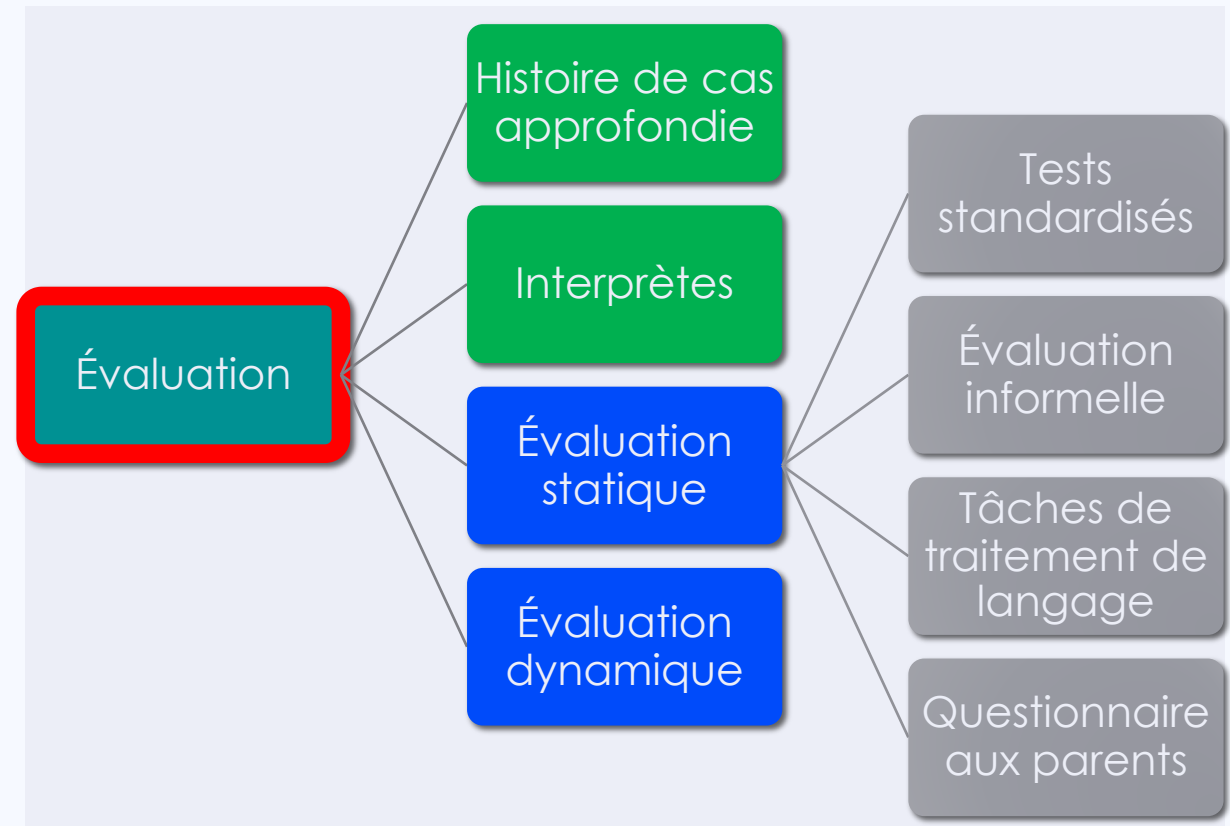 Évaluation
Histoire de cas
approfondie
Interprètes
Évaluation
statique
Évaluation
dynamique
Tests
standardisés
Évaluation
informelle
Tâches de
traitement de
langage
Questionnaire
aux parents